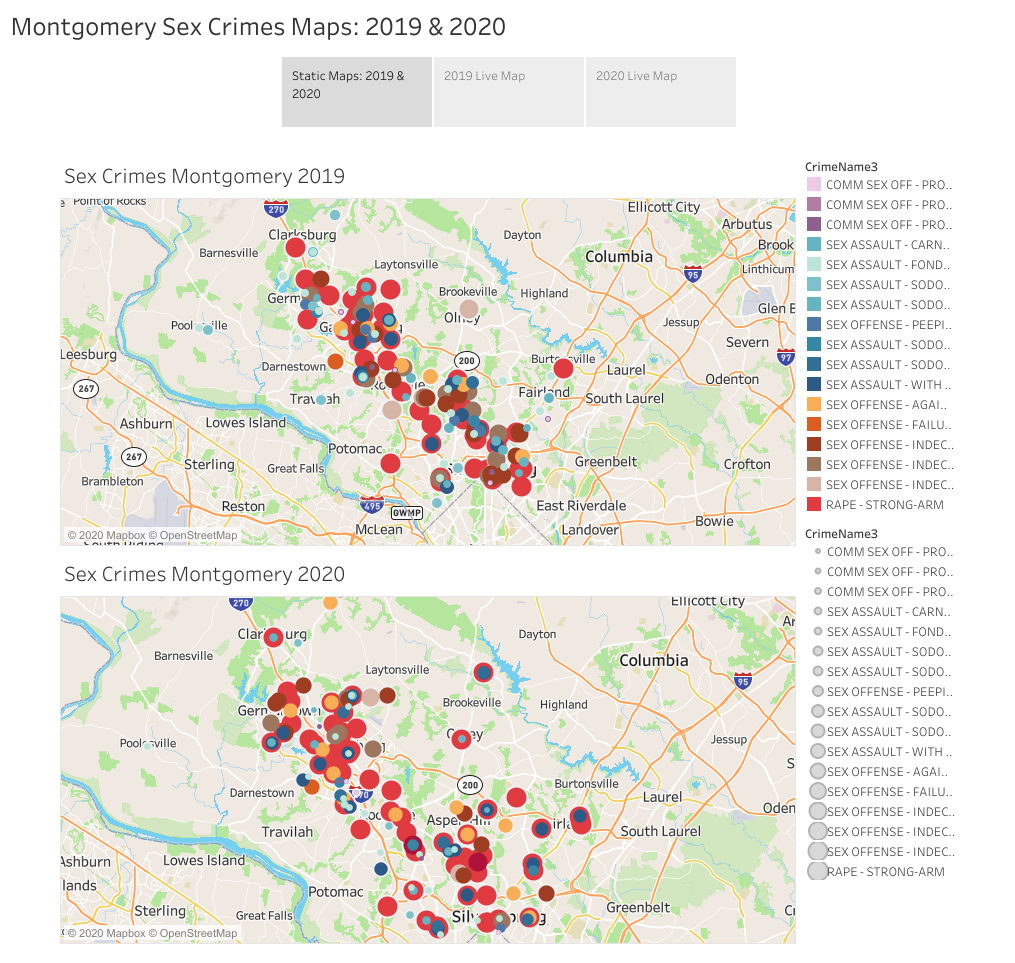 Montgomery Sex Crimes Maps: 2019 & 2020
Static Maps: 2019 &
2020
2019 Live Map
2020 Live Map
Sex Crimes Montgomery 2019
Point of Rocks
270
Ellicott City
Clarksburg
Dayton
Arbutus
Barnesville
Columbia
Brook
Laytonsville
95
Linthicum
Brookeville
Highland
Germ
Olney
Glen B
Jessup
Severn
Leesburg
200
Burtonsville
97
Darnestown
Laurel
267
Odenton
Fairland
South Laurel
Ashburn
Lowes Island
Potomac
267
Sterling
Great Falls
Greenbelt
Crofton
Brambleton
Reston
495
GWMP
East Riverdale
McLean
Landover
Bowie
South Riding
© 2020 Mapbox © OpenStreetMap
CrimeName3
COMM SEX OFF - PRO..
COMM SEX OFF - PRO..
COMM SEX OFF - PRO..
SEX ASSAULT - CARN..
SEX ASSAULT - FOND..
SEX ASSAULT - SODO..
SEX ASSAULT - SODO..
SEX OFFENSE - PEEPI..
SEX ASSAULT - SODO..
SEX ASSAULT - SODO..
SEX ASSAULT - WITH ..
SEX OFFENSE - AGAI..
SEX OFFENSE - FAILU..
SEX OFFENSE - INDEC..
SEX OFFENSE - INDEC..
SEX OFFENSE - INDEC..
RAPE - STRONG-ARM
CrimeName3
COMM SEX OFF - PRO..
COMM SEX OFF - PRO..
COMM SEX OFF - PRO..
SEX ASSAULT - CARN..
SEX ASSAULT - FOND..
SEX ASSAULT - SODO..
SEX ASSAULT - SODO..
SEX OFFENSE - PEEPI..
SEX ASSAULT - SODO..
SEX ASSAULT - SODO..
SEX ASSAULT - WITH ..
SEX OFFENSE - AGAI..
SEX OFFENSE - FAILU..
SEX OFFENSE - INDEC..
SEX OFFENSE - INDEC..
SEX OFFENSE - INDEC..
RAPE - STRONG-ARM
Sex Crimes Montgomery 2020
270
Ellicott City
Dayton
Barnesville
Columbia
Laytonsville
95
Brookeville
Highland
Poolesville
Jessup
200
Burtonsville
Darnestown
Laurel
Oden
Travilah
South Laurel
Ashburn
Lowes Island
lands
Potomac
Sterling
Great Falls
Greenbelt
© 2020 Mapbox © OpenStreetMap